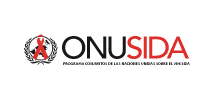 ONUSIDA
PROGRAMA CONJUNTO DE LAS NACIONES UNIDAS SOBRE EL VIH/SIDA